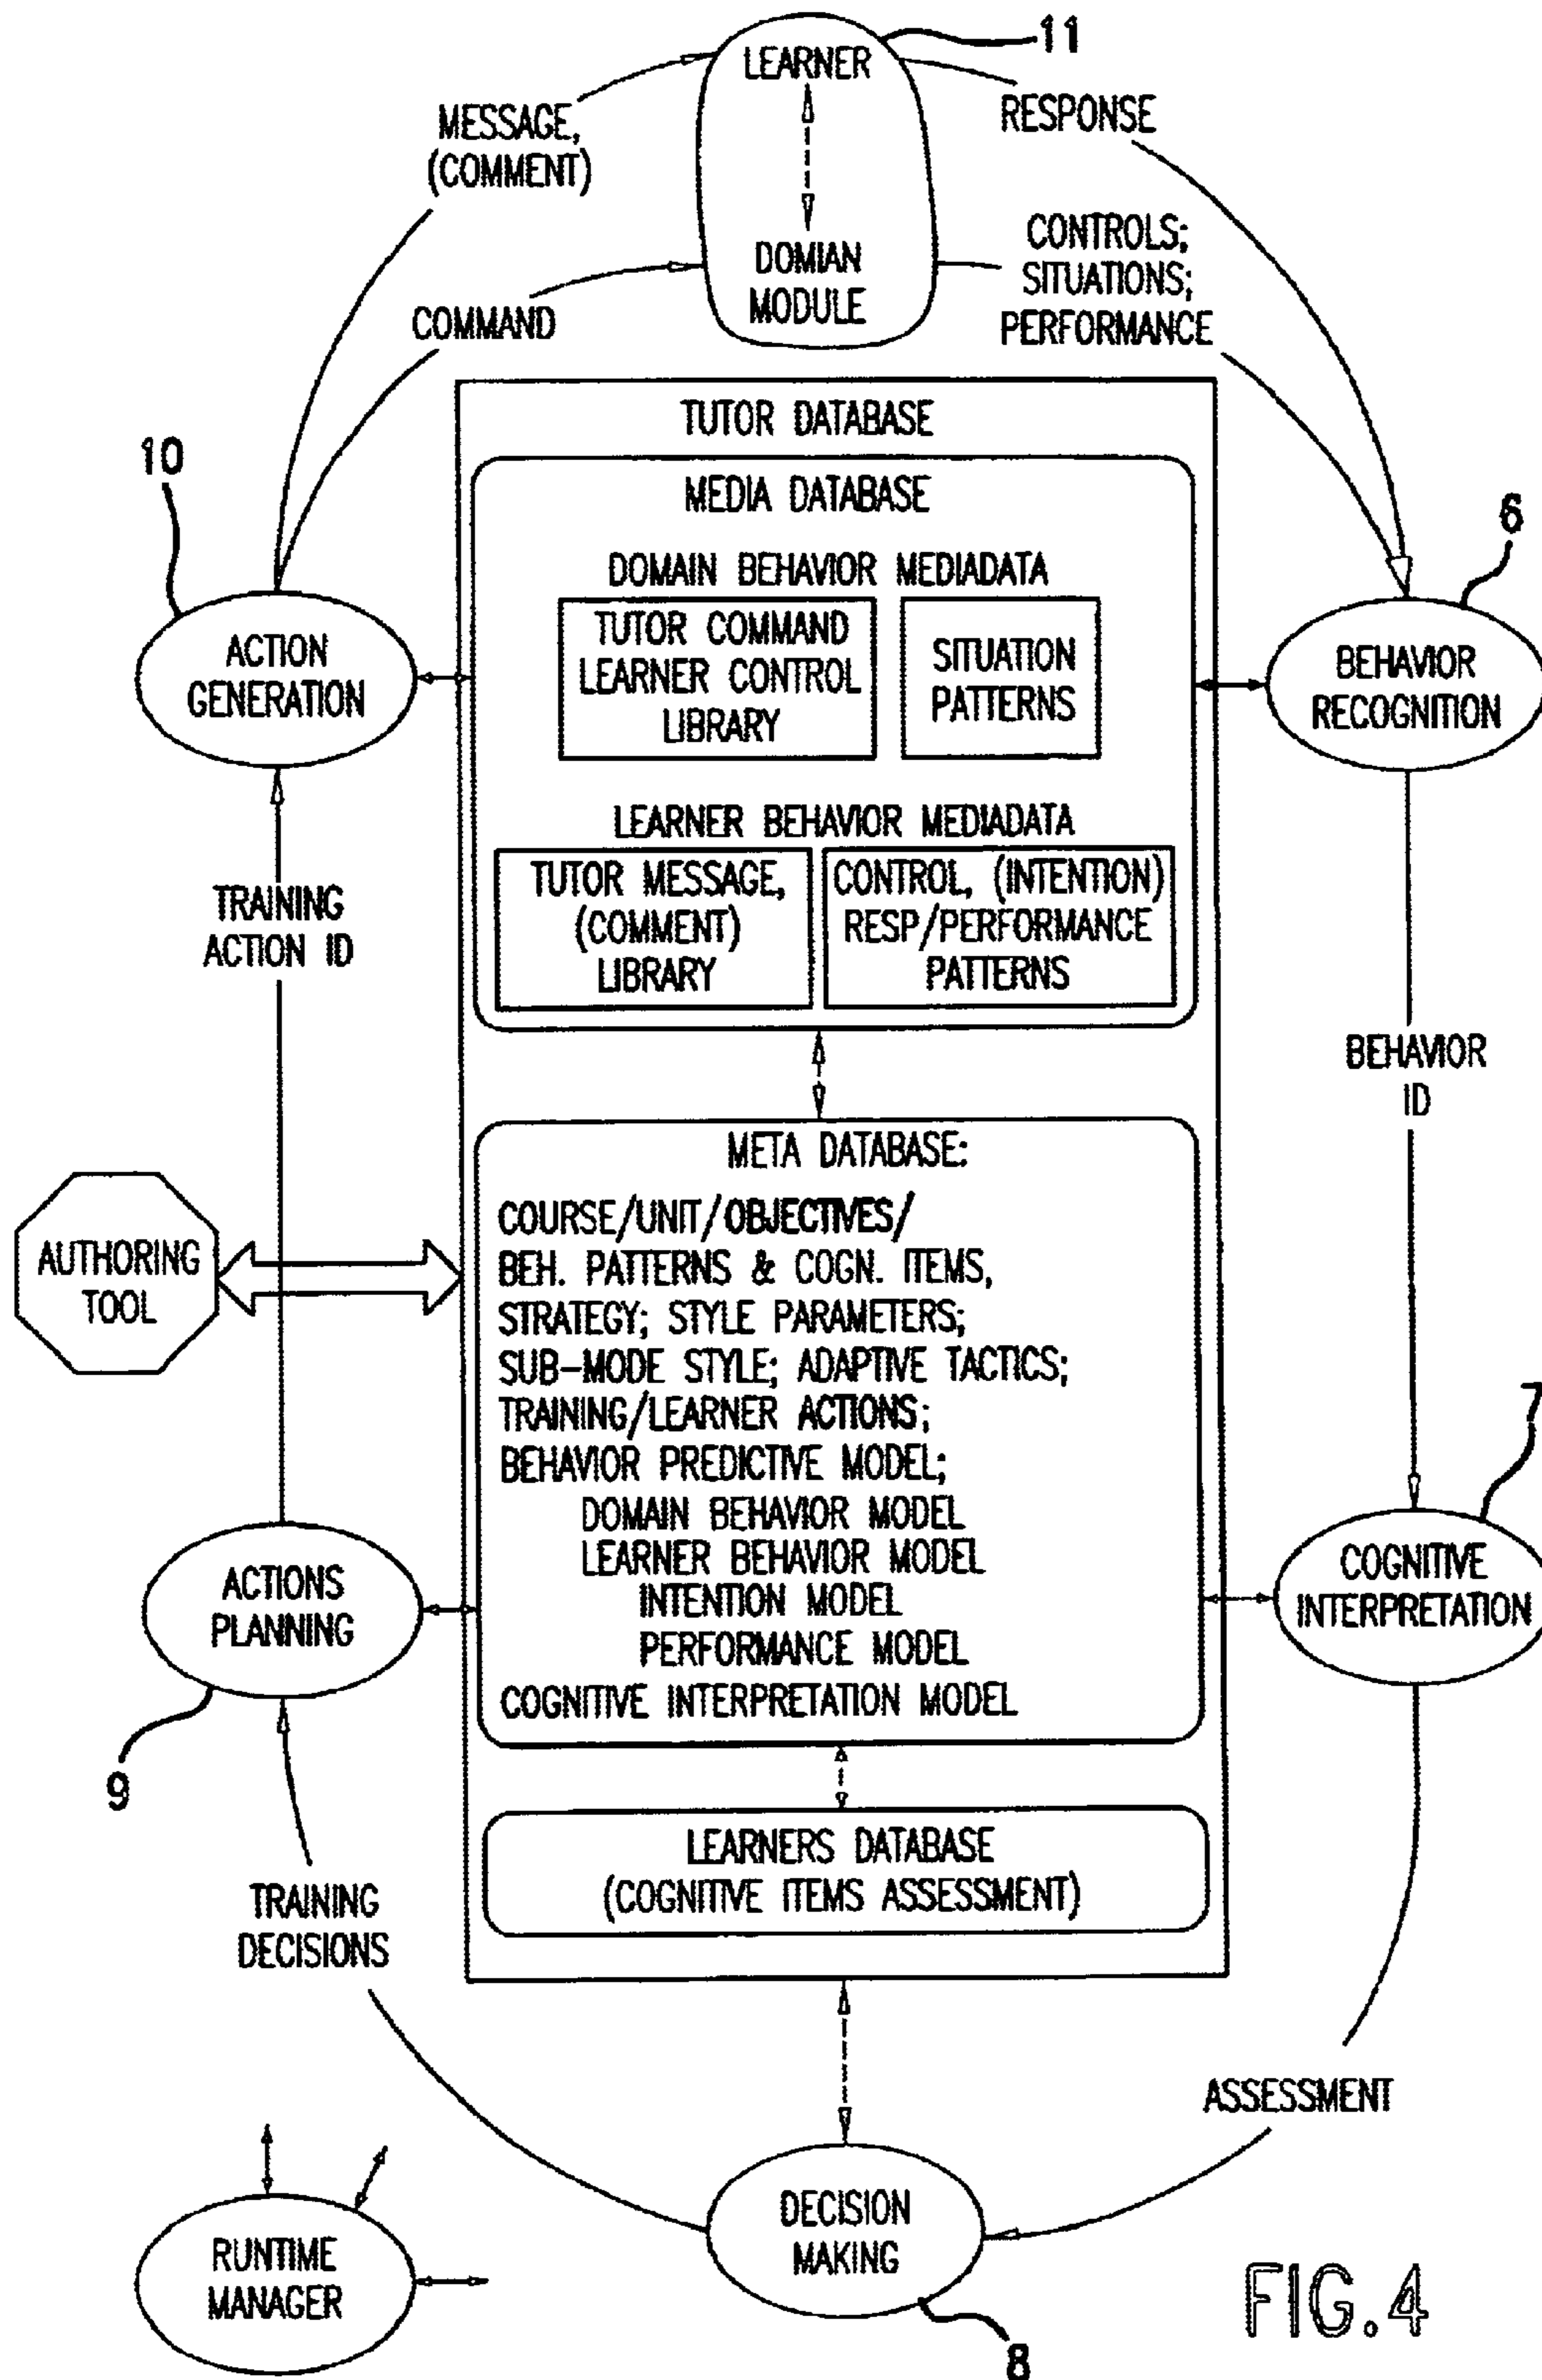 11
LEARNER
DOMIAN
MODULE
MESSAGE,
(COMMENT)
COMMAND
RESPONSE
CONTROLS;
SITUATIONS;
PERFORMANCE
TUTOR DATABASE
MEDIA DATABASE
DOMAIN BEHAVIOR MEDIADATA
TUTOR COMMAND
LEARNER CONTROL
LIBRARY
SITUATION
PATTERNS
LEARNER BEHAVIOR MEDIADATA
TUTOR MESSAGE,
(COMMENT)
LIBRARY
CONTROL, (INTENTION)
RESP/PERFORMANCE
PATTERNS
10
ACTION
GENERATION
6
BEHAVIOR
RECOGNITION
TRAINING
ACTION ID
BEHAVIOR
ID
AUTHORING
TOOL
META DATABASE:
COURSE/UNIT/OBJECTIVES/
BEH. PATTERNS & COGN. ITEMS,
STRATEGY; STYLE PARAMETERS;
SUB-MODE STYLE; ADAPTIVE TACTICS;
TRAINING/LEARNER ACTIONS;
BEHAVIOR PREDICTIVE MODEL;
DOMAIN BEHAVIOR MODEL
LEARNER BEHAVIOR MODEL
INTENTION MODEL
PERFORMANCE MODEL
COGNITIVE INTERPRETATION MODEL
7
COGNITIVE
INTERPRETATION
ACTIONS
PLANNING
9
LEARNERS DATABASE
(COGNITIVE ITEMS ASSESSMENT)
TRAINING
DECISIONS
ASSESSMENT
DECISION
MAKING
8
RUNTIME
MANAGER
FIG.4